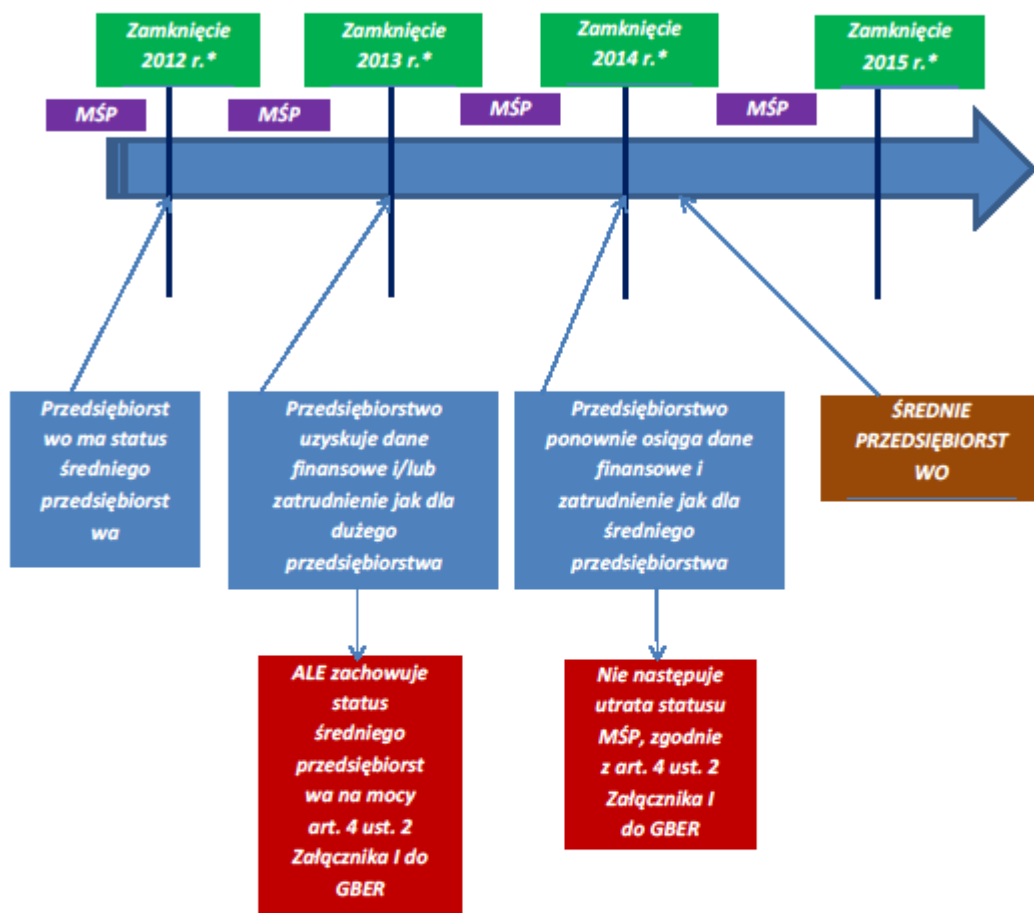 Zamknięcie
2012 r.*
Zamknięcie
2013 r.*
Zamknięcie
2014 r.*
Zamknięcie
2015 r.*
MŚP
MŚP
MŚP
MŚP
Przedsiębiorst
wo ma status
średniego
przedsiębiorst
wa
Przedsiębiorstwo
uzyskuje dane
finansowe i/lub
zatrudnienie jak dla
dużego
przedsiębiorstwa
Przedsiębiorstwo
ponownie osiąga dane
finansowe i
zatrudnienie jak dla
średniego
przedsiębiorstwa
ŚREDNIE
PRZEDSIĘBIORST
WO
ALE zachowuje
status
średniego
przedsiębiorst
wa na mocy
art. 4 ust. 2
Załącznika I do
GBER
Nie następuje
utrata statusu
MŚP, zgodnie
z art. 4 ust. 2
Załącznika I
do GBER